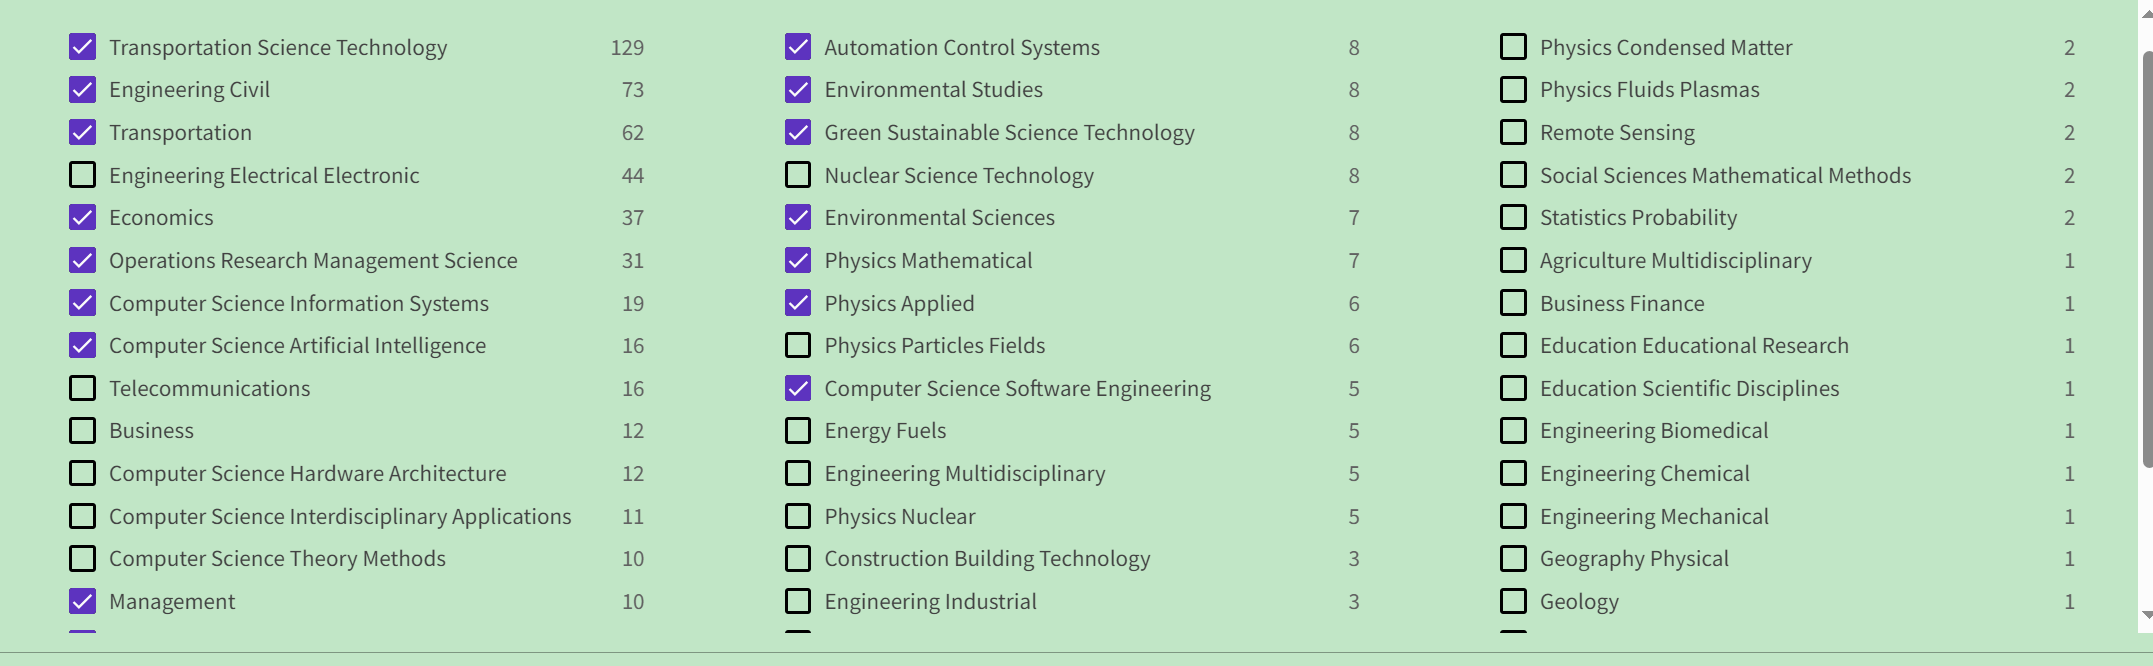 Transportation Science Technology 129
Engineering Civil 73
Transportation 62
Engineering Electrical Electronic 44
Economics 37
Operations Research Management Science 31
Computer Science Information Systems 19
Computer Science Artificial Intelligence 16
Telecommunications 16
Business 12
Computer Science Hardware Architecture 12
Computer Science Interdisciplinary Applications 11
Computer Science Theory Methods 10
Management 10
Automation Control Systems 8
Environmental Studies 8
Green Sustainable Science Technology 8
Nuclear Science Technology 8
Environmental Sciences 7
Physics Mathematical 7
Physics Applied 6
Physics Particles Fields 6
Computer Science Software Engineering 5
Energy Fuels 5
Engineering Multidisciplinary 5
Physics Nuclear 5
Construction Building Technology 3
Engineering Industrial 3
Physics Condensed Matter 2
Physics Fluids Plasmas 2
Remote Sensing 2
Social Sciences Mathematical Methods 2
Statistics Probability 2
Agriculture Multidisciplinary 1
Business Finance 1
Education Educational Research 1
Education Scientific Disciplines 1
Engineering Biomedical 1
Engineering Chemical 1
Engineering Mechanical 1
Geography Physical 1
Geology 1